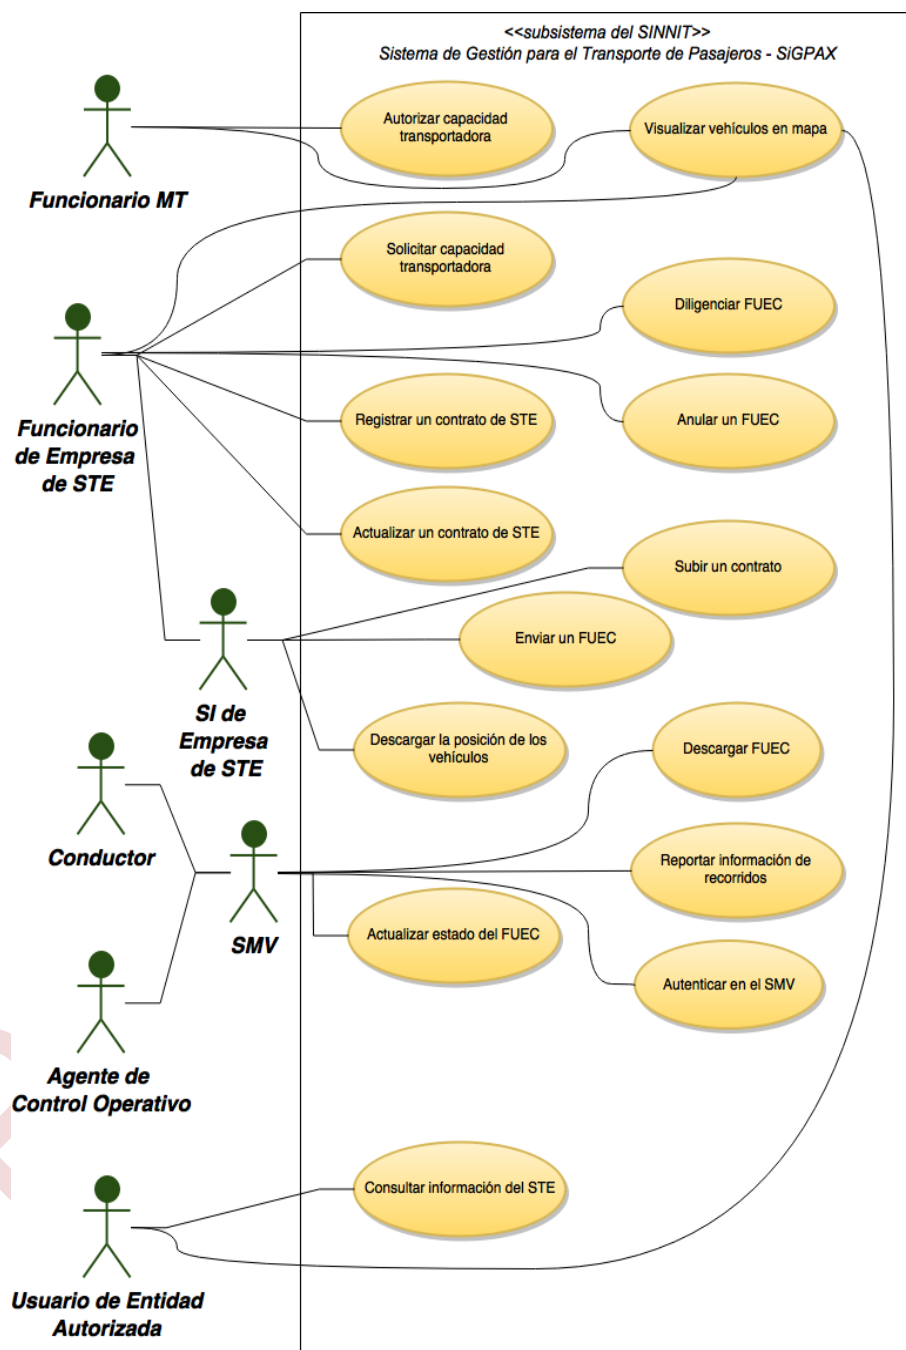 <<subsistema del SINNIT>>
Sistema de Gestión para el Transporte de Pasajeros - SiGPAX
Autorizar capacidad
transportadora
Visualizar vehículos en mapa
Funcionario MT
Solicitar capacidad
transportadora
Diligenciar FUEC
Funcionario
de Empresa
de STE
Registrar un contrato de STE
Anular un FUEC
Actualizar un contrato de STE
Subir un contrato
Enviar un FUEC
SI de
Empresa
de STE
Descargar la posición de los
vehículos
Descargar FUEC
Conductor
Reportar información de
recorridos
SMV
Actualizar estado del FUEC
Autenticar en el SMV
Agente de
Control Operativo
Consultar información del STE
Usuario de Entidad
Autorizada